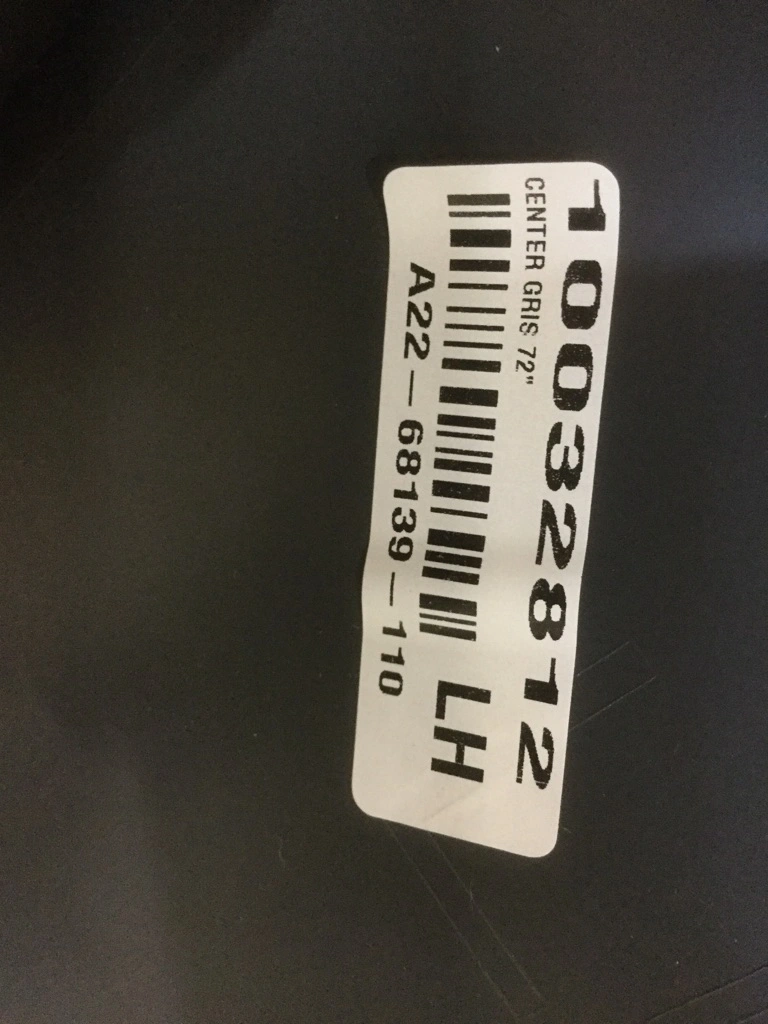 10032812
CENTER GRIS 72"
LH
A22-68139-110